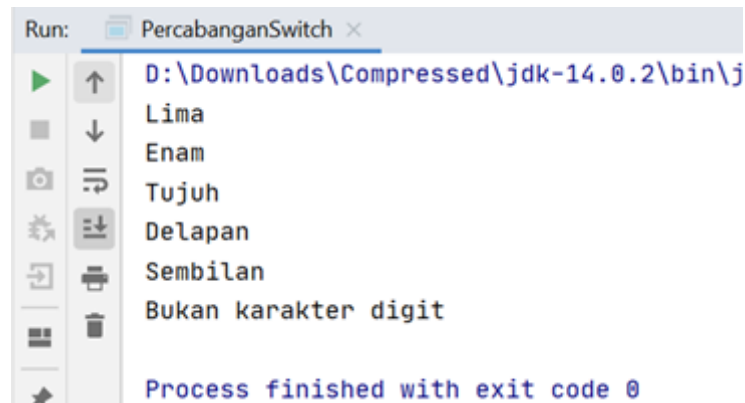 Run: PercabanganSwitch
D:\Downloads\Compressed\jdk-14.0.2\bin\j
Lima
Enam
Tujuh
Delapan
Sembilan
Bukan karakter digit
Process finished with exit code 0